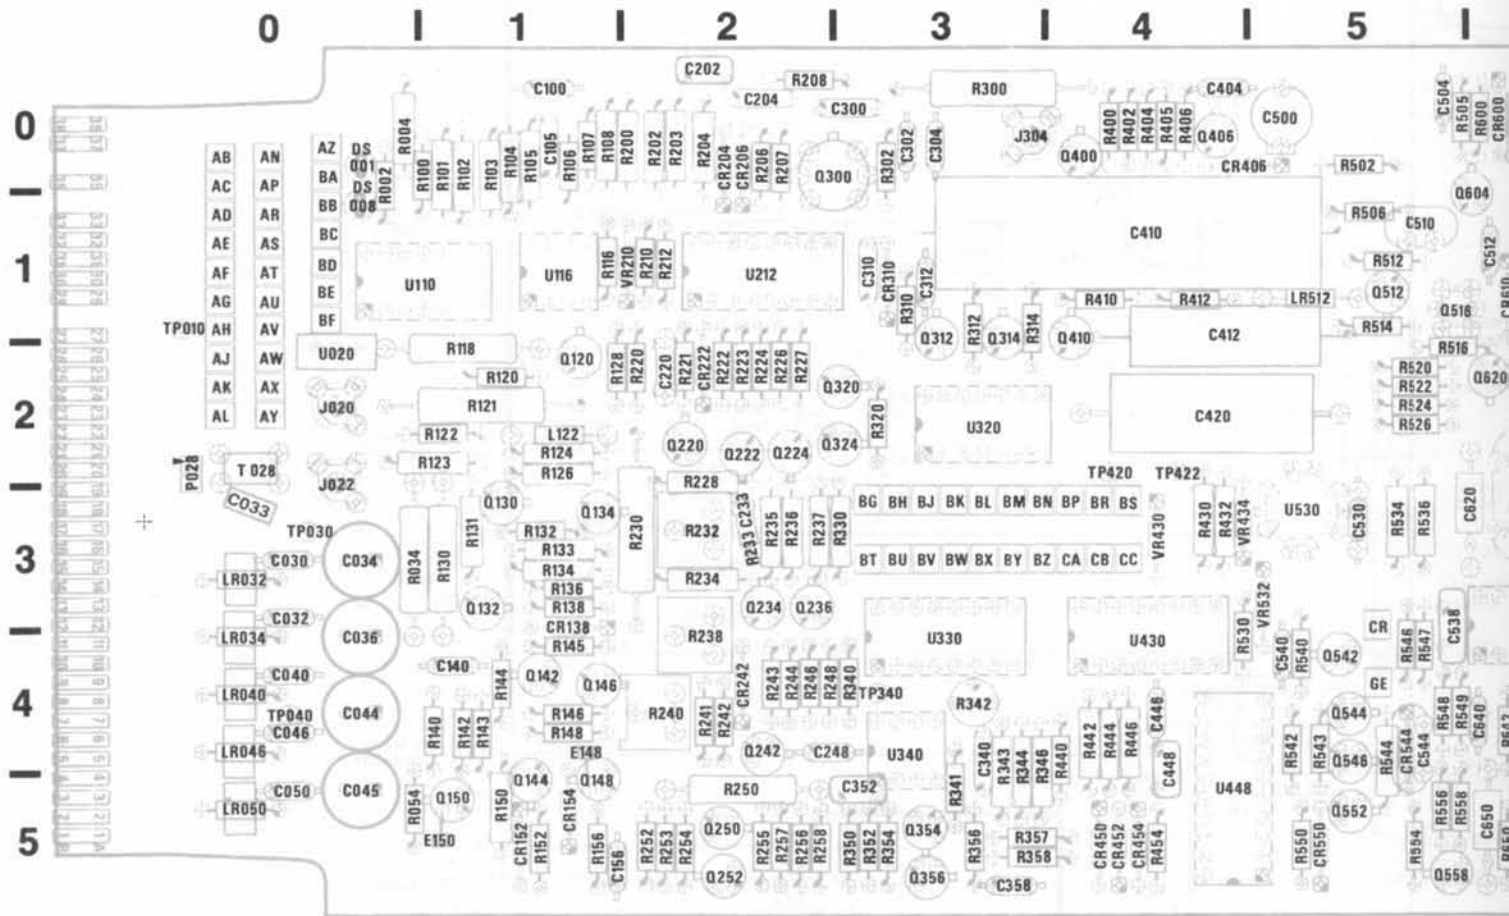 0 1 2 3 4 5
0
1
2
3
4
5
C202
R208
C100
C204
C300
R300
C404
C500
C504
R505
R600
CR600
R004
R100
R101
R102
R103
R104
R105
C105
R106
R107
R108
R200
R202
R203
R204
CR204
CR206
R206
R207
Q300
R302
C302
C304
J304
Q400
R400
R402
R404
R405
R406
Q406
CR406
R502
AB AN AZ DS 001
AC AP BA DS 008
R002
AD AR BB
AE AS BC
AF AT BD
AG AU BE
AH AV BF
AJ AW
AK AX
AL AY
TP010
U110
U116
R116
VR210
R210
R212
U212
C310
CR310
R310
C312
C410
R506
C510
Q604
C512
R512
Q512
CR610
R312
Q312
Q314
R314
Q410
R410
R412
LR512
C412
R514
Q516
R516
U020
R118
Q120
R128
R220
C220
R221
CR222
R222
R223
R224
R226
R227
R120
Q320
R520
R522
R524
R526
Q620
J020
R121
R320
U320
C420
R122
L122
R124
R126
Q220
Q222
Q224
Q324
P028
T 028
J022
R123
R228
TP420
TP422
C033
Q130
Q134
R230
R232
C233
R233
R235
R236
R237
R330
BG BH BJ BK BL BM BN BP BR BS
BT BU BV BW BX BY BZ CA CB CC
VR430
R430
R432
VR434
U530
C530
R534
R536
C620
TP030
C030
C034
R034
R130
R131
R132
R133
R134
R136
R138
CR138
R145
R234
LR032
Q132
Q234
Q236
VR532
C032
C036
R238
U330
U430
R530
C540
R540
Q542
CR
R546
R547
C538
LR034
C140
R144
Q142
Q146
CR242
R243
R244
R246
R248
R340
TP340
GE
C040
LR040
R342
C446
TP040
C044
C046
R140
R142
R143
R146
R148
R240
R241
R242
Q242
C248
U340
C340
R343
R344
R346
R440
R442
R444
R446
C448
U448
R542
R543
Q544
Q546
R544
CR544
C544
R548
R549
C640
LR046
E148
Q144
Q148
R341
C050
C045
LR050
R054
Q150
R150
CR154
R250
C352
Q552
R556
R558
C650
R650
E150
CR152
R152
R156
C156
R252
R253
R254
Q250
Q252
R255
R257
R256
R258
R350
R352
R354
Q354
Q356
R356
R357
R358
C358
CR450
CR452
CR454
R454
R550
CR550
R554
Q558